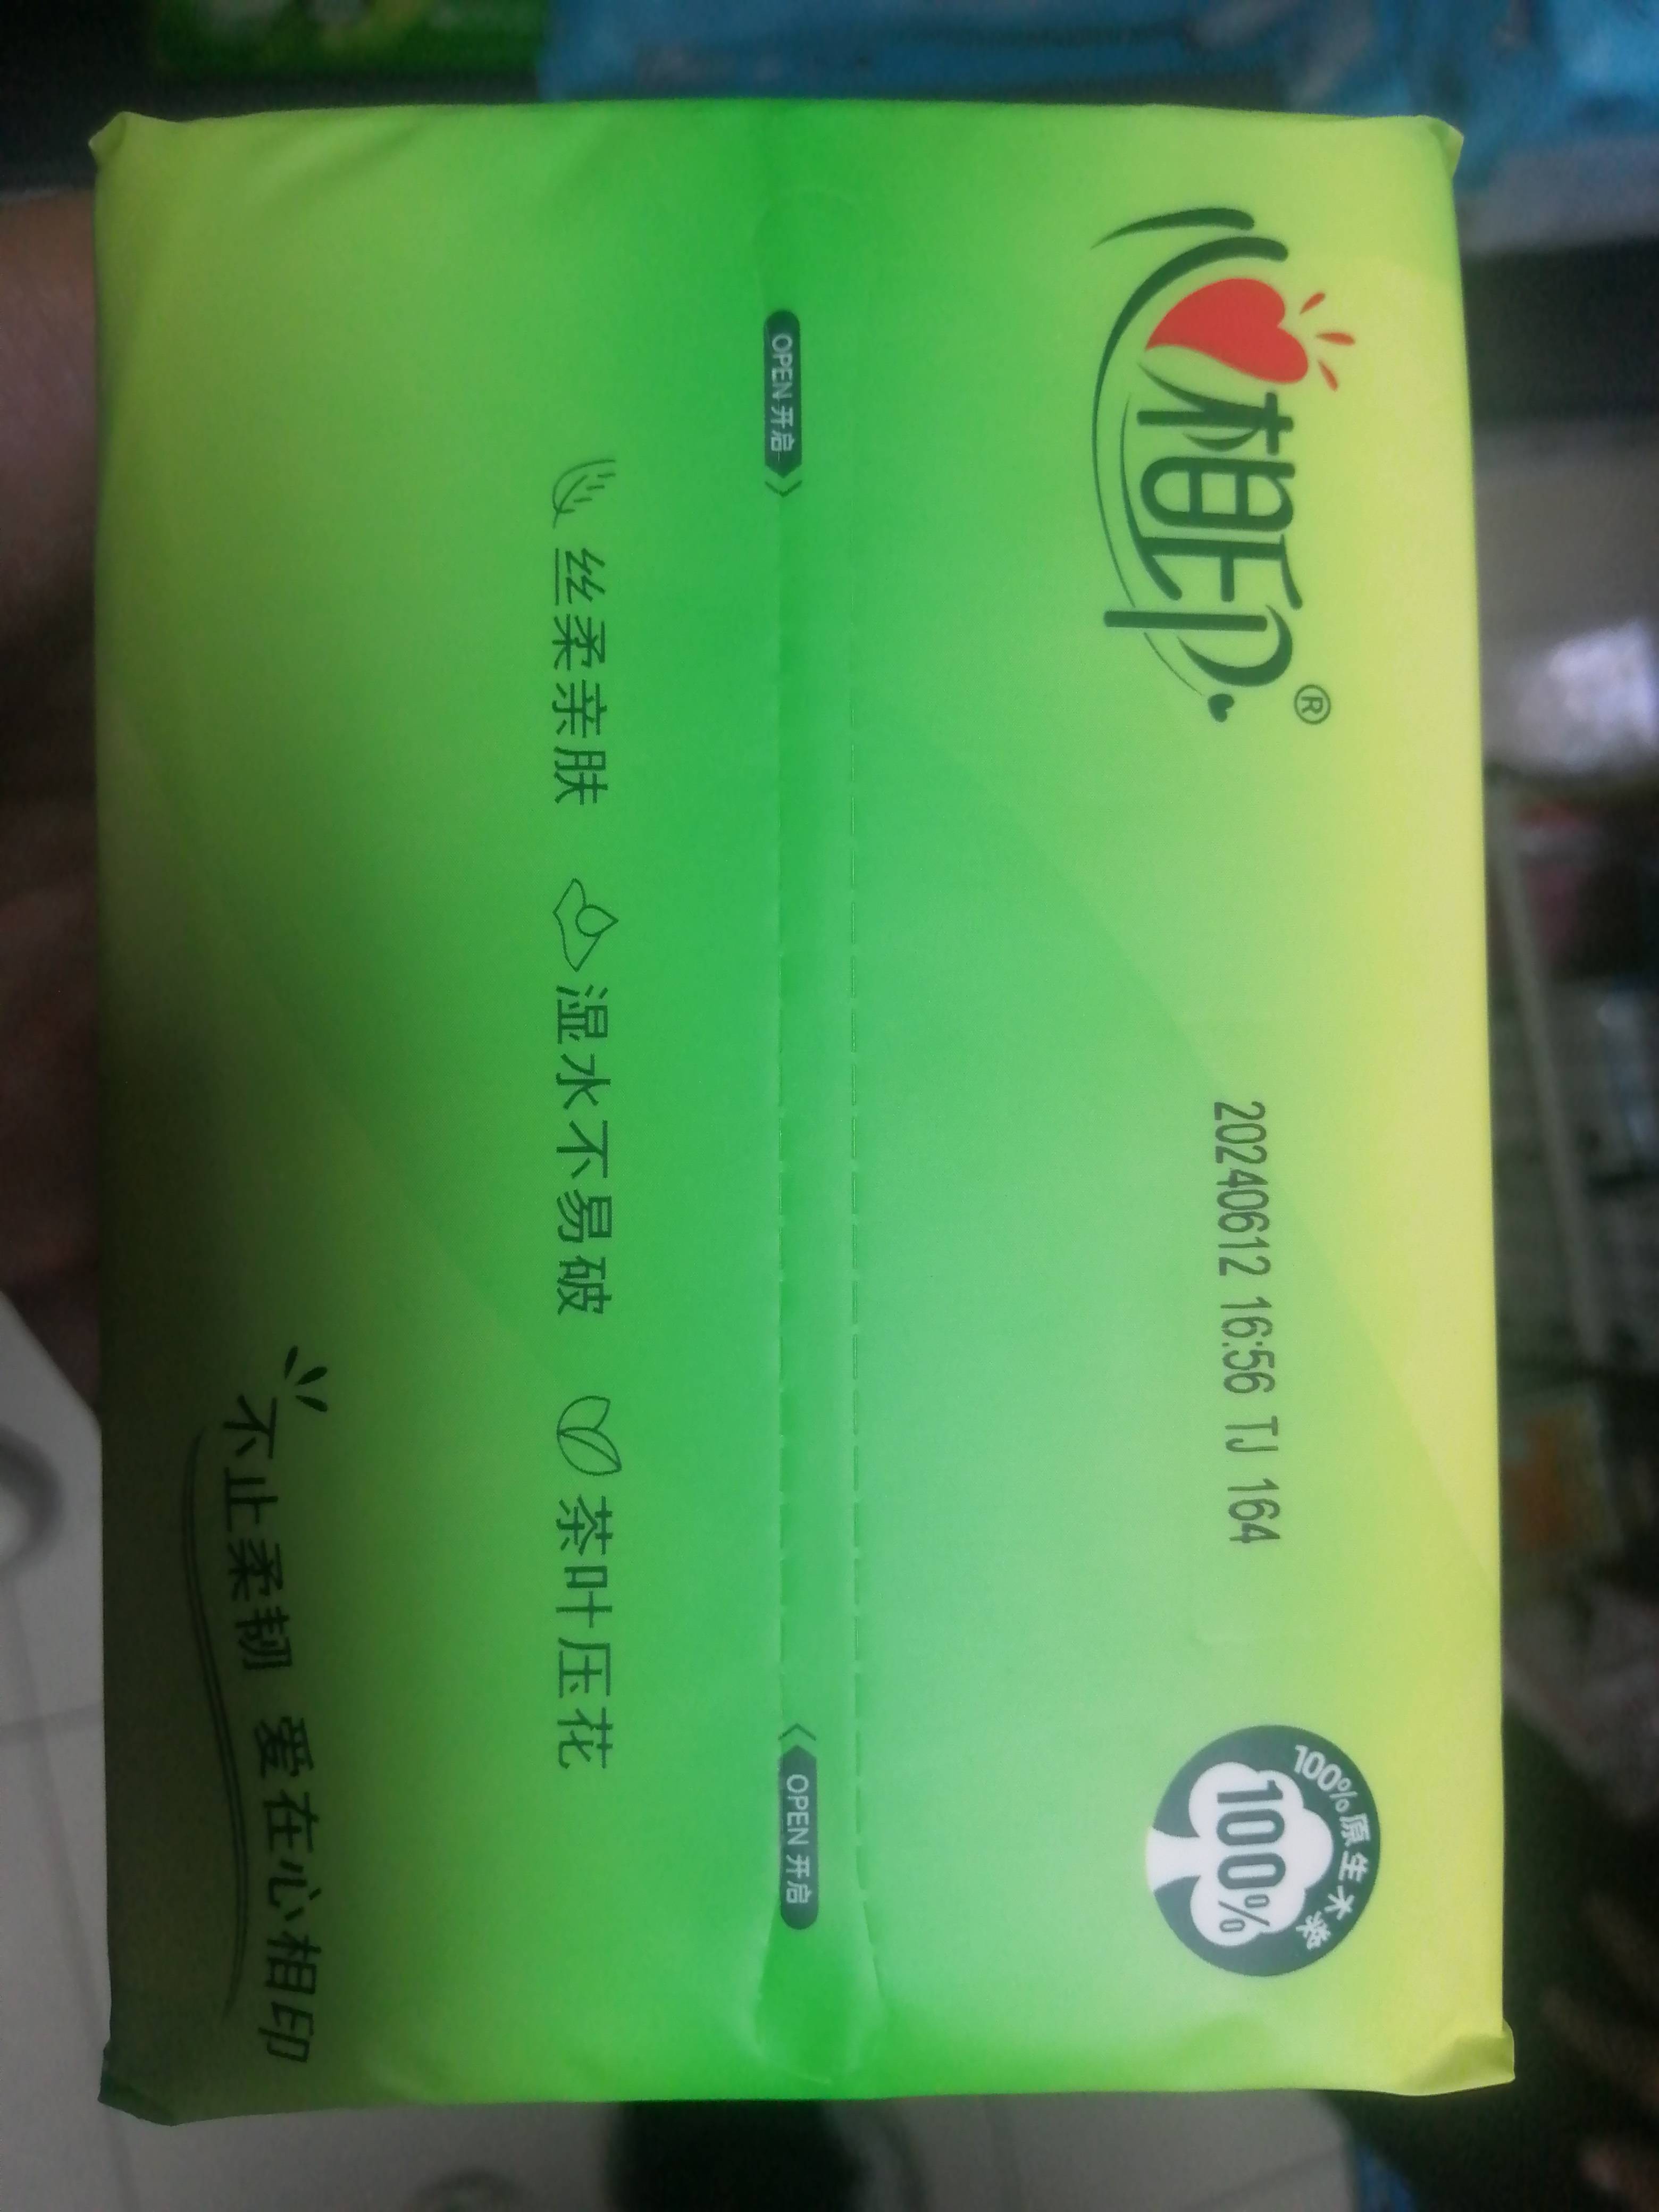 心相印®
20240612 16:56 TJ 164
100%原生木浆
100%
OPEN 开启
OPEN 开启
丝柔亲肤 湿水不易破 茶叶压花
不止柔韧 爱在心相印